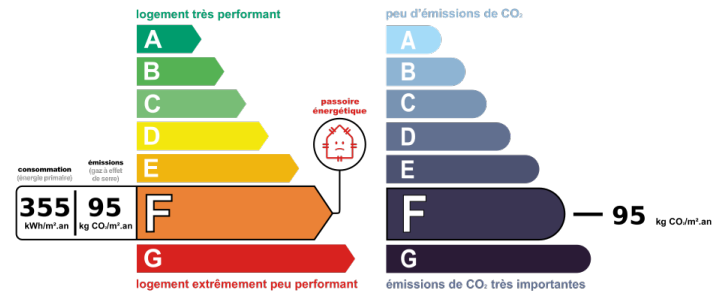 logement très performant
A
B
C
passoire
énergétique
D
E
consommation
(énergie primaire)
émissions
(gaz à effet
de serre)
355
kWh/m².an
95
kg CO₂/m².an
F
G
logement extrêmement peu performant
peu d'émissions de CO₂
A
B
C
D
E
F
95 kg CO₂/m².an
G
émissions de CO₂ très importantes